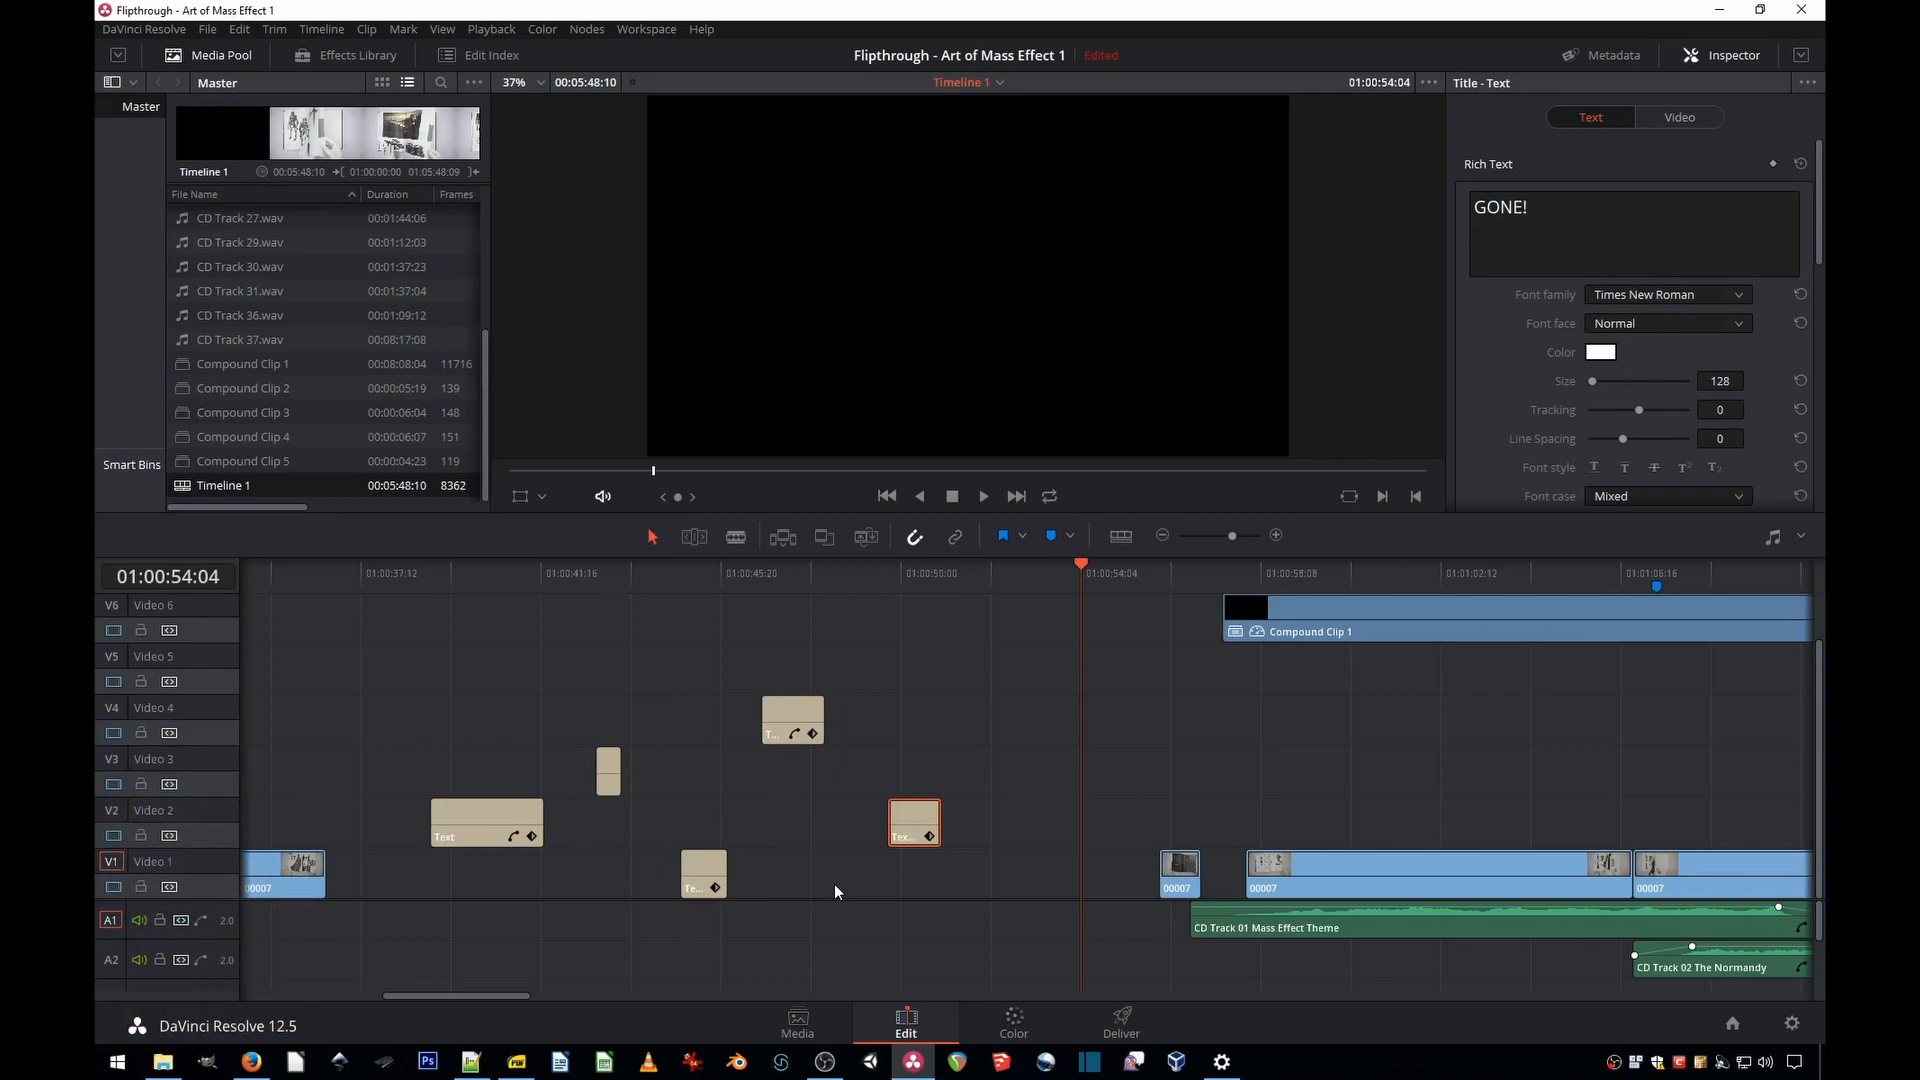 Flipthrough - Art of Mass Effect 1
DaVinci Resolve File Edit Trim Timeline Clip Mark View Playback Color Nodes Workspace Help
Media Pool Effects Library Edit Index Flipthrough - Art of Mass Effect 1 Edited Metadata Inspector
Master 37% 00:05:48:10 Timeline 1 01:00:54:04 Title - Text
Master
Text Video
Rich Text
Timeline 1 00:05:48:10 01:00:00:00 01:05:48:09
File Name Duration Frames
GONE!
CD Track 27.wav 00:01:44:06
CD Track 29.wav 00:01:12:03
CD Track 30.wav 00:01:37:23
CD Track 31.wav 00:01:37:04
CD Track 36.wav 00:01:09:12
CD Track 37.wav 00:08:17:08
Compound Clip 1 00:08:08:04 11716
Compound Clip 2 00:00:05:19 139
Compound Clip 3 00:00:06:04 148
Compound Clip 4 00:00:06:07 151
Compound Clip 5 00:00:04:23 119
Timeline 1 00:05:48:10 8362
Smart Bins
Font family Times New Roman
Font face Normal
Color
Size 128
Tracking 0
Line Spacing 0
Font style T T T T² T₂
Font case Mixed
01:00:54:04
01:00:37:12 01:00:41:16 01:00:45:20 01:00:50:00 01:00:54:04 01:00:58:08 01:01:02:12 01:01:06:16
V6 Video 6
Compound Clip 1
V5 Video 5
V4 Video 4
T...
V3 Video 3
V2 Video 2
Text
Tex...
V1 Video 1
00007
Te...
00007
00007
00007
A1 2.0
CD Track 01 Mass Effect Theme
A2 2.0
CD Track 02 The Normandy
DaVinci Resolve 12.5
Media Edit Color Deliver
Ps
PDF